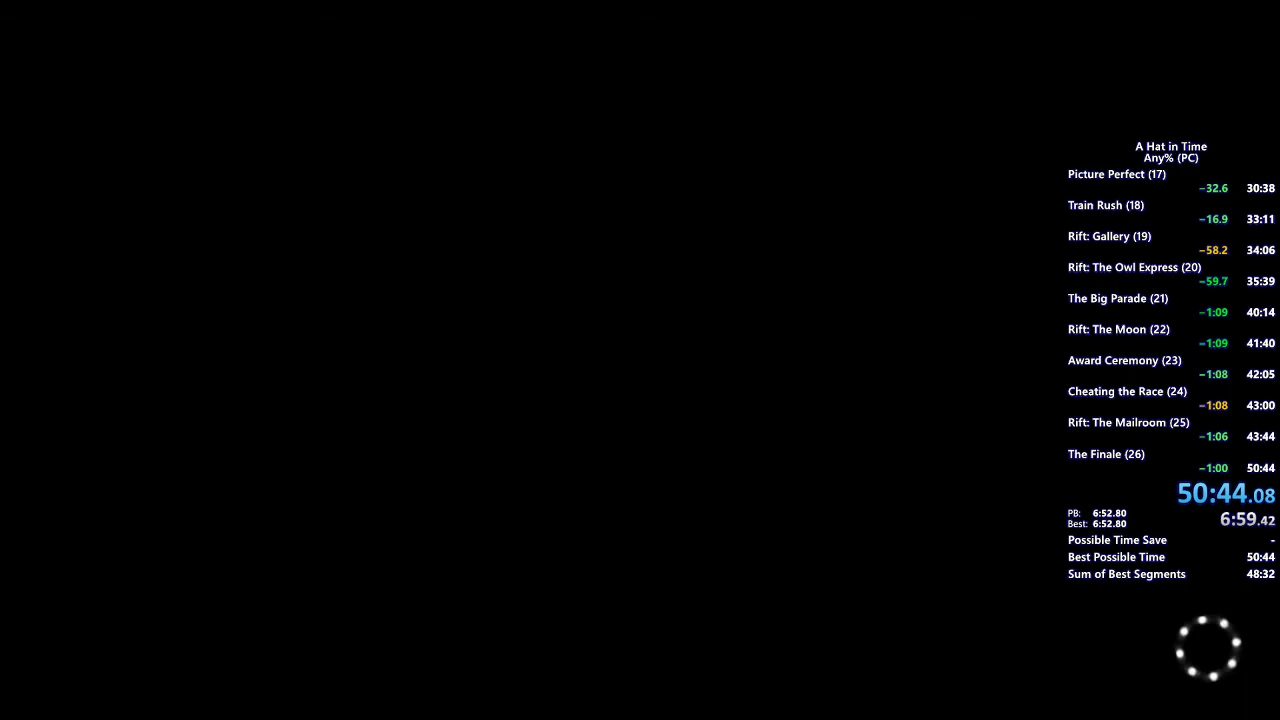 A Hat in Time
Any% (PC)
Picture Perfect (17)
−32.6 30:38
Train Rush (18)
−16.9 33:11
Rift: Gallery (19)
−58.2 34:06
Rift: The Owl Express (20)
−59.7 35:39
The Big Parade (21)
−1:09 40:14
Rift: The Moon (22)
−1:09 41:40
Award Ceremony (23)
−1:08 42:05
Cheating the Race (24)
−1:08 43:00
Rift: The Mailroom (25)
−1:06 43:44
The Finale (26)
−1:00 50:44
50:44.08
PB: 6:52.80
Best: 6:52.80
6:59.42
Possible Time Save -
Best Possible Time 50:44
Sum of Best Segments 48:32